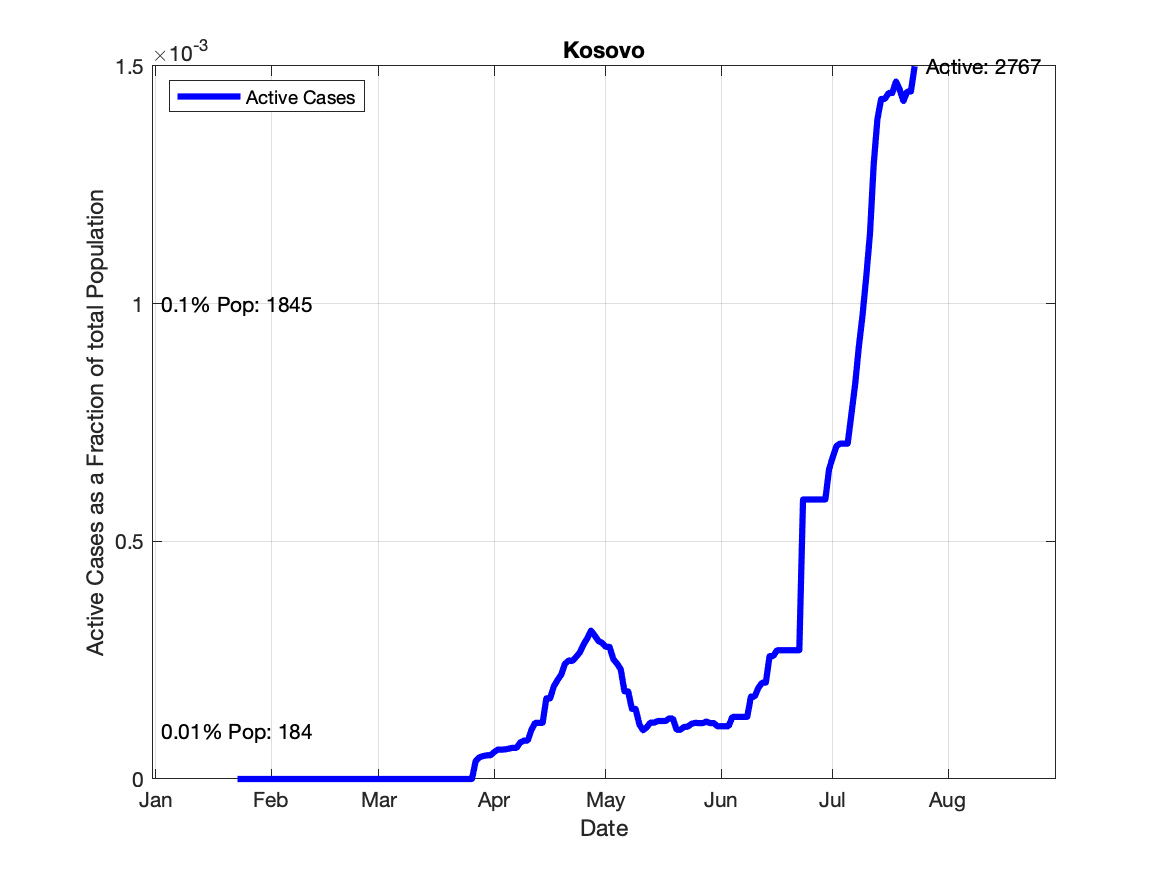 Kosovo
×10-3
1.5
Active: 2767
Active Cases
1
0.1% Pop: 1845
0.5
0.01% Pop: 184
0
Jan Feb Mar Apr May Jun Jul Aug
Date
Active Cases as a Fraction of total Population